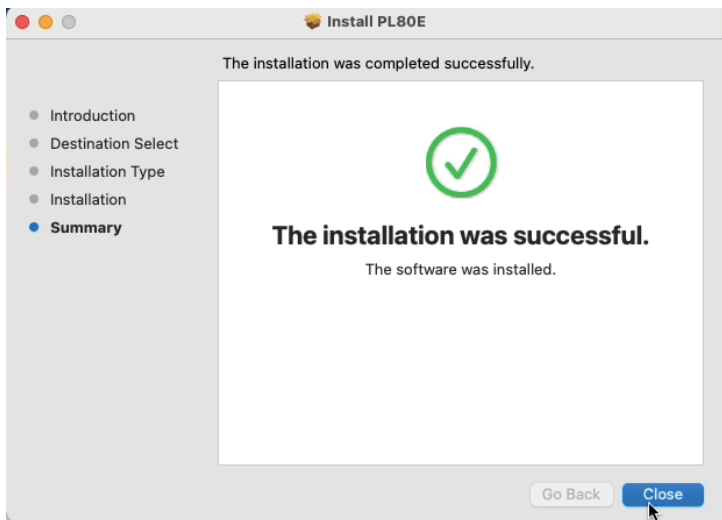 Install PL80E
The installation was completed successfully.
Introduction
Destination Select
Installation Type
Installation
Summary
The installation was successful.
The software was installed.
Go Back
Close